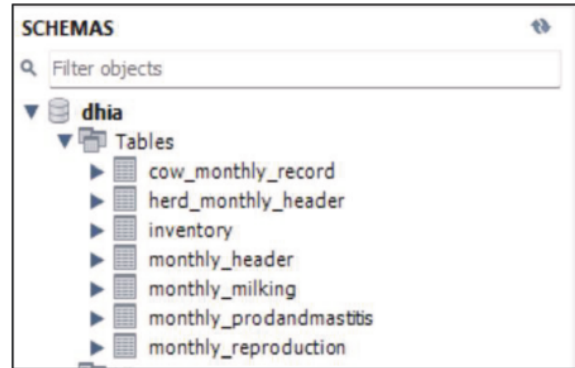 SCHEMAS
Filter objects
dhia
Tables
cow_monthly_record
herd_monthly_header
inventory
monthly_header
monthly_milking
monthly_prodandmastitis
monthly_reproduction